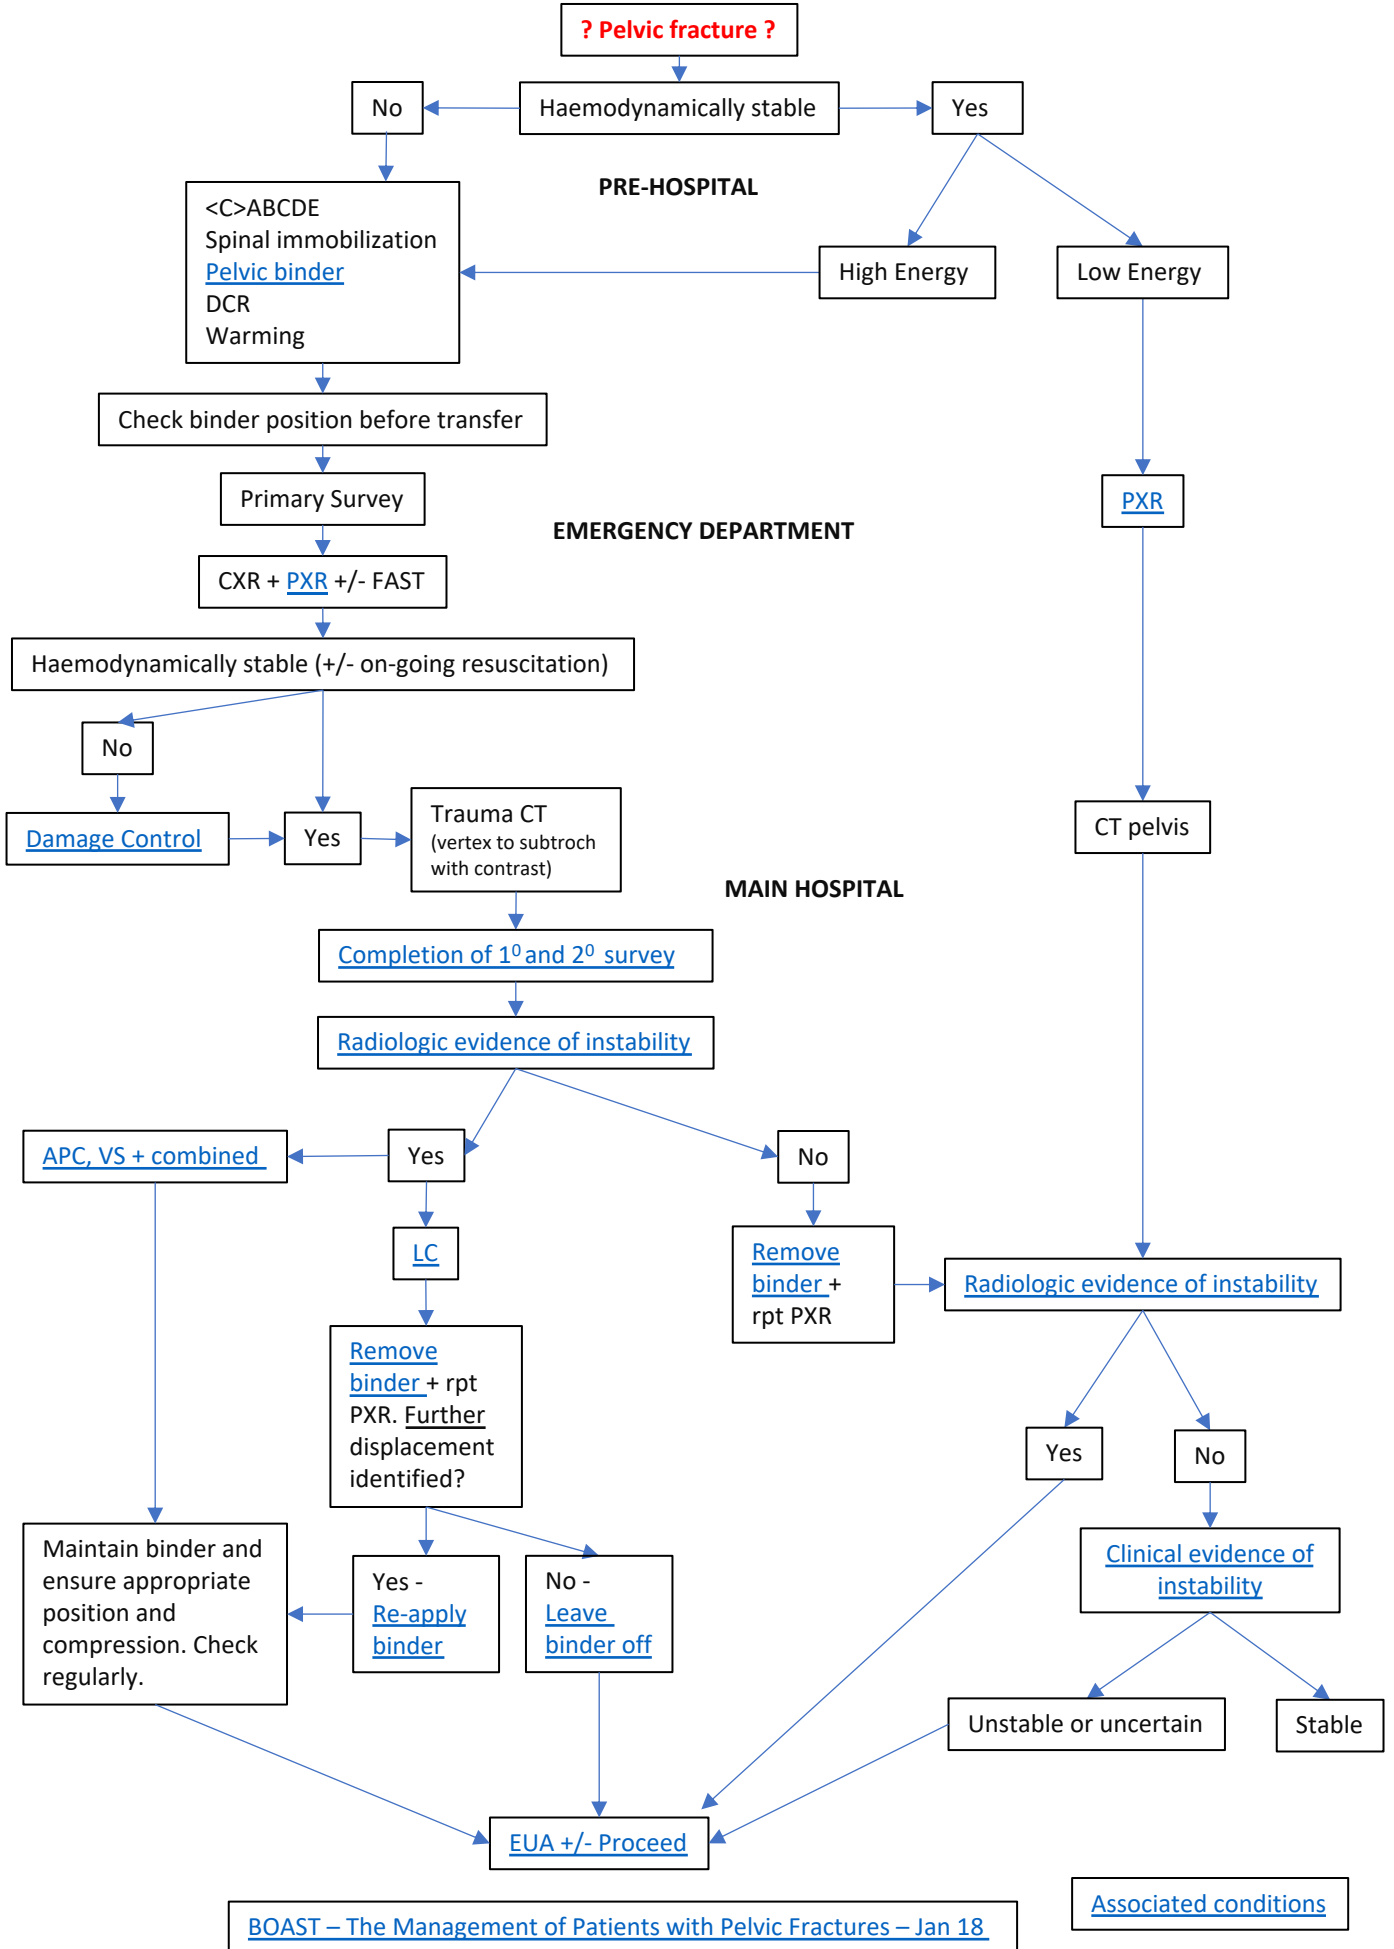 ? Pelvic fracture ?
No
Haemodynamically stable
Yes
PRE-HOSPITAL
<C>ABCDE
Spinal immobilization
Pelvic binder
DCR
Warming
High Energy
Low Energy
Check binder position before transfer
Primary Survey
PXR
EMERGENCY DEPARTMENT
CXR + PXR +/- FAST
Haemodynamically stable (+/- on-going resuscitation)
No
Damage Control
Yes
Trauma CT
(vertex to subtroch
with contrast)
CT pelvis
MAIN HOSPITAL
Completion of 1⁰ and 2⁰ survey
Radiologic evidence of instability
APC, VS + combined
Yes
No
LC
Remove
binder +
rpt PXR
Radiologic evidence of instability
Remove
binder + rpt
PXR. Further
displacement
identified?
Yes
No
Maintain binder and
ensure appropriate
position and
compression. Check
regularly.
Yes -
Re-apply
binder
No -
Leave
binder off
Clinical evidence of
instability
Unstable or uncertain
Stable
EUA +/- Proceed
Associated conditions
BOAST – The Management of Patients with Pelvic Fractures – Jan 18